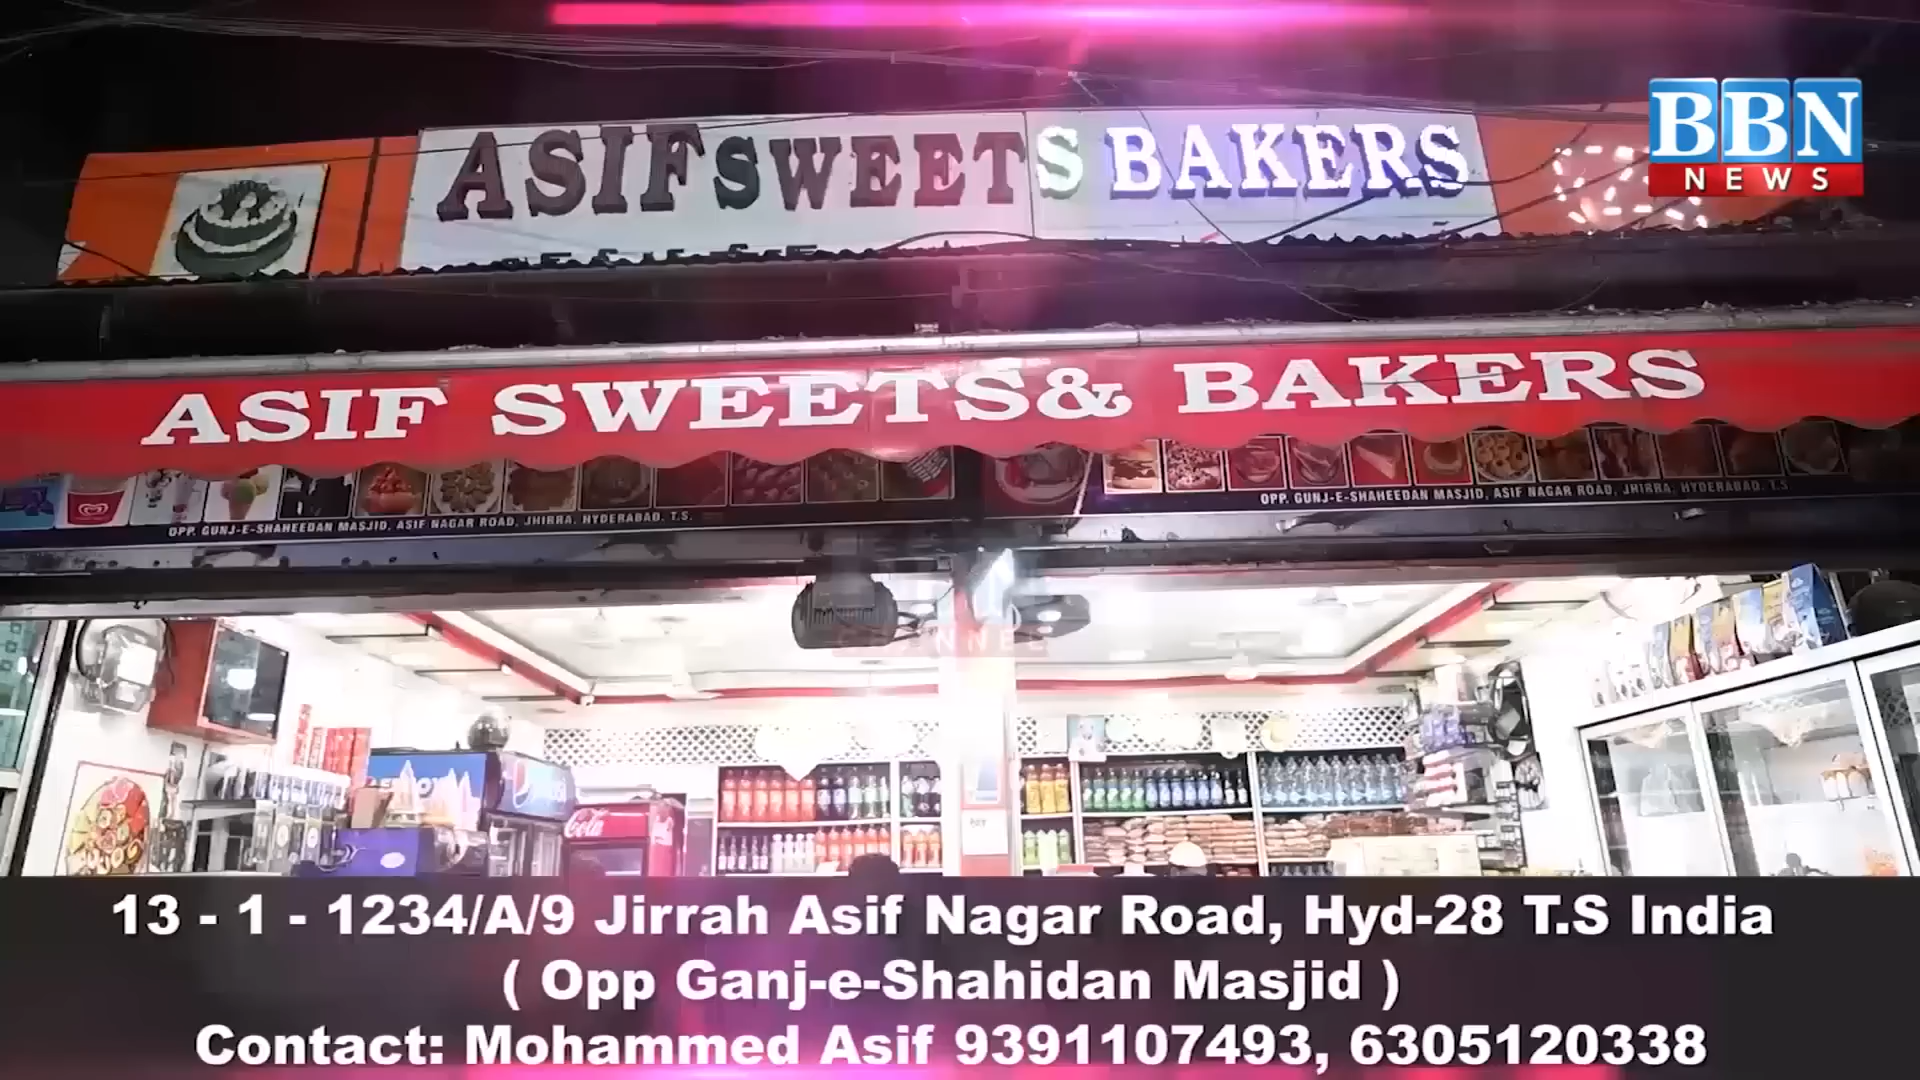 BBN
NEWS
ASIF SWEETS BAKERS
ASIF SWEETS & BAKERS
OPP. GUNJ-E-SHAHEEDAN MASJID, ASIF NAGAR ROAD, JHIRRA, HYDERABAD. T.S.
OPP. GUNJ-E-SHAHEEDAN MASJID, ASIF NAGAR ROAD, JHIRRA, HYDERABAD. T.S
Cola
13 - 1 - 1234/A/9 Jirrah Asif Nagar Road, Hyd-28 T.S India
( Opp Ganj-e-Shahidan Masjid )
Contact: Mohammed Asif 9391107493, 6305120338